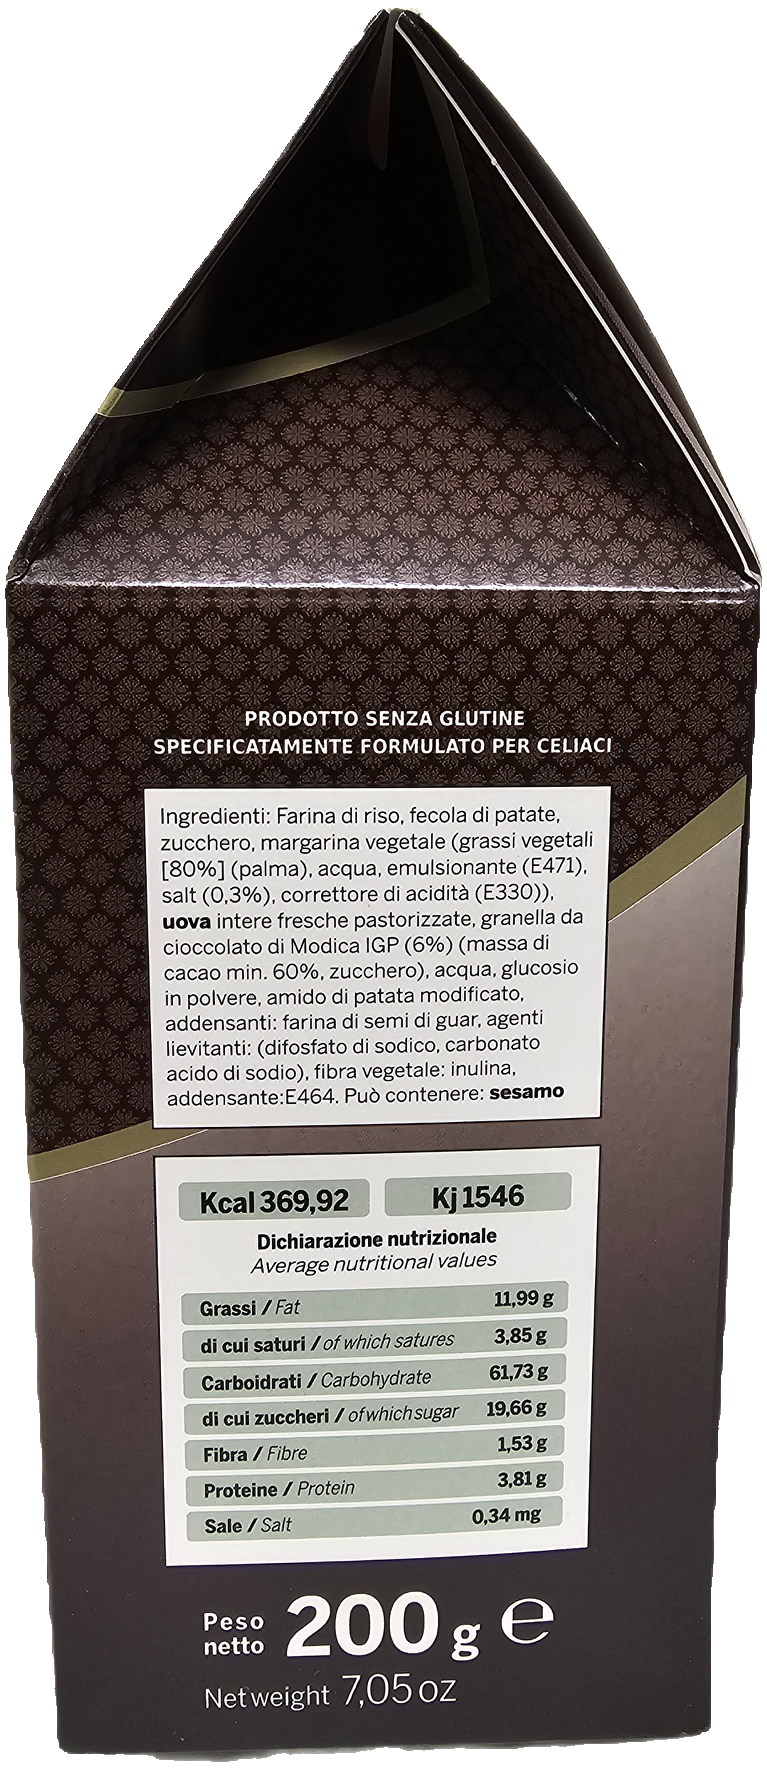 PRODOTTO SENZA GLUTINE
SPECIFICATAMENTE FORMULATO PER CELIACI
Ingredienti: Farina di riso, fecola di patate,
zucchero, margarina vegetale (grassi vegetali
[80%] (palma), acqua, emulsionante (E471),
salt (0,3%), correttore di acidità (E330)),
uova intere fresche pastorizzate, granella da
cioccolato di Modica IGP (6%) (massa di
cacao min. 60%, zucchero), acqua, glucosio
in polvere, amido di patata modificato,
addensanti: farina di semi di guar, agenti
lievitanti: (difosfato di sodico, carbonato
acido di sodio), fibra vegetale: inulina,
addensante:E464. Può contenere: sesamo
Kcal 369,92 Kj 1546
Dichiarazione nutrizionale
Average nutritional values
Grassi / Fat 11,99 g
di cui saturi / of which satures 3,85 g
Carboidrati / Carbohydrate 61,73 g
di cui zuccheri / of which sugar 19,66 g
Fibra / Fibre 1,53 g
Proteine / Protein 3,81 g
Sale / Salt 0,34 mg
Peso netto 200 g ℮
Net weight 7,05 oz